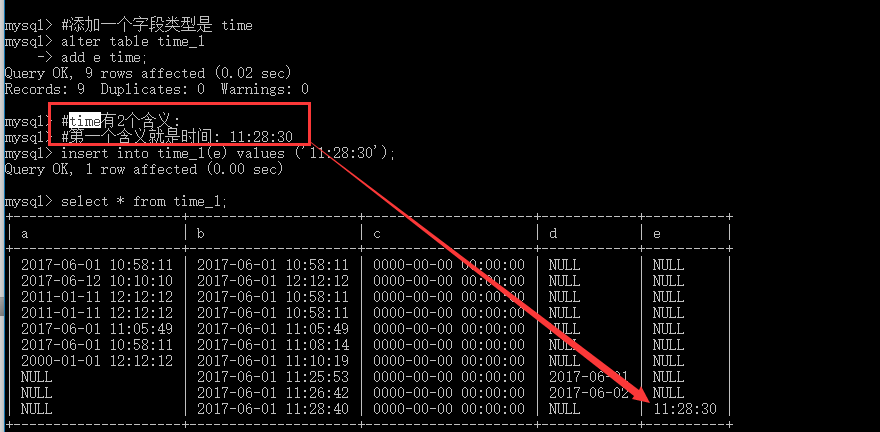 mysql> #添加一个字段类型是 time
mysql> alter table time_1
    -> add e time;
Query OK, 9 rows affected (0.02 sec)
Records: 9  Duplicates: 0  Warnings: 0
mysql> #time有2个含义:
mysql> #第一个含义就是时间: 11:28:30
mysql> insert into time_1(e) values ('11:28:30');
Query OK, 1 row affected (0.00 sec)
mysql> select * from time_1;
+---------------------+---------------------+---------------------+------------+----------+
| a                   | b                   | c                   | d          | e        |
+---------------------+---------------------+---------------------+------------+----------+
| 2017-06-01 10:58:11 | 2017-06-01 10:58:11 | 0000-00-00 00:00:00 | NULL       | NULL     |
| 2017-06-12 10:10:10 | 2017-06-01 12:12:12 | 0000-00-00 00:00:00 | NULL       | NULL     |
| 2011-01-11 12:12:12 | 2017-06-01 10:58:11 | 0000-00-00 00:00:00 | NULL       | NULL     |
| 2011-01-11 12:12:12 | 2017-06-01 10:58:11 | 0000-00-00 00:00:00 | NULL       | NULL     |
| 2017-06-01 11:05:49 | 2017-06-01 11:05:49 | 0000-00-00 00:00:00 | NULL       | NULL     |
| 2017-06-01 10:58:11 | 2017-06-01 11:08:14 | 0000-00-00 00:00:00 | NULL       | NULL     |
| 2000-01-01 12:12:12 | 2017-06-01 11:10:19 | 0000-00-00 00:00:00 | NULL       | NULL     |
| NULL                | 2017-06-01 11:25:53 | 0000-00-00 00:00:00 | 2017-06-01 | NULL     |
| NULL                | 2017-06-01 11:26:42 | 0000-00-00 00:00:00 | 2017-06-02 | NULL     |
| NULL                | 2017-06-01 11:28:40 | 0000-00-00 00:00:00 | NULL       | 11:28:30 |
+---------------------+---------------------+---------------------+------------+----------+